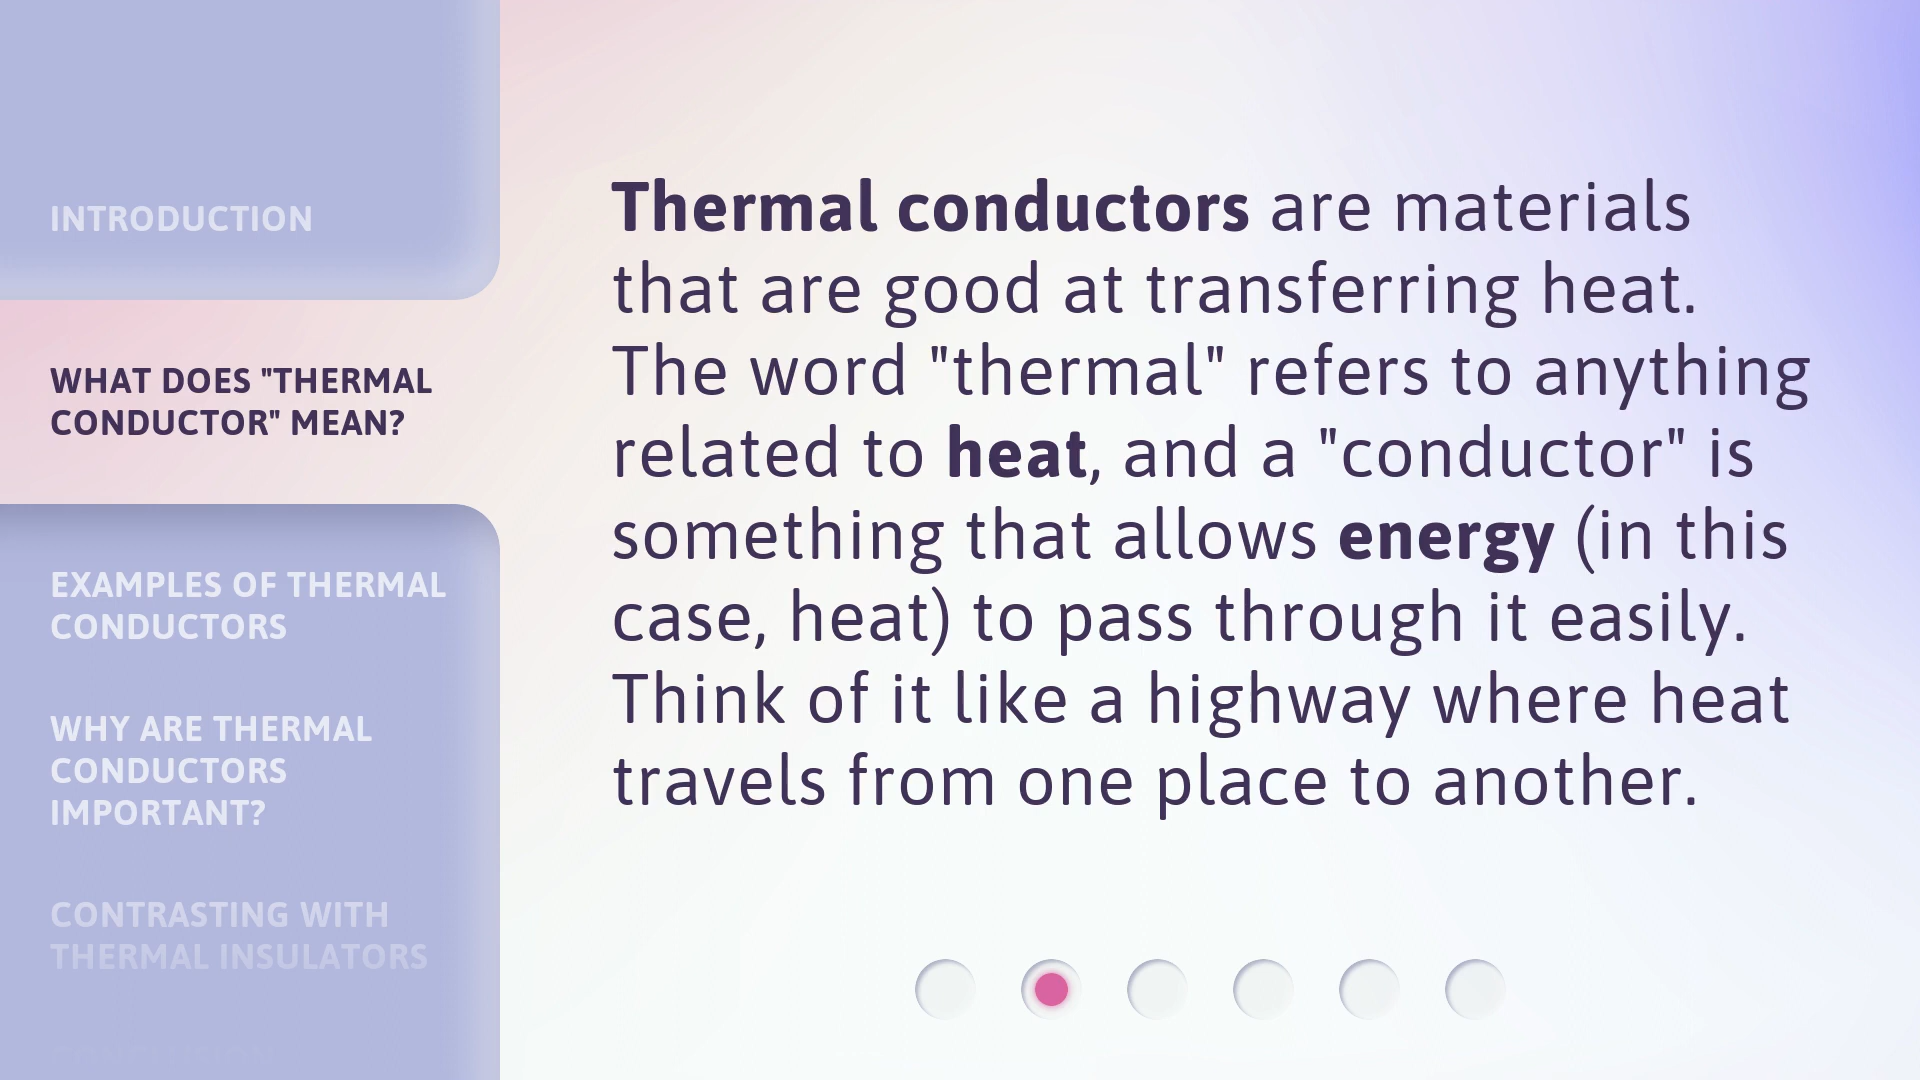 INTRODUCTION
WHAT DOES "THERMAL
CONDUCTOR" MEAN?
EXAMPLES OF THERMAL
CONDUCTORS
WHY ARE THERMAL
CONDUCTORS
IMPORTANT?
CONTRASTING WITH
THERMAL INSULATORS
CONCLUSION
Thermal conductors are materials
that are good at transferring heat.
The word "thermal" refers to anything
related to heat, and a "conductor" is
something that allows energy (in this
case, heat) to pass through it easily.
Think of it like a highway where heat
travels from one place to another.